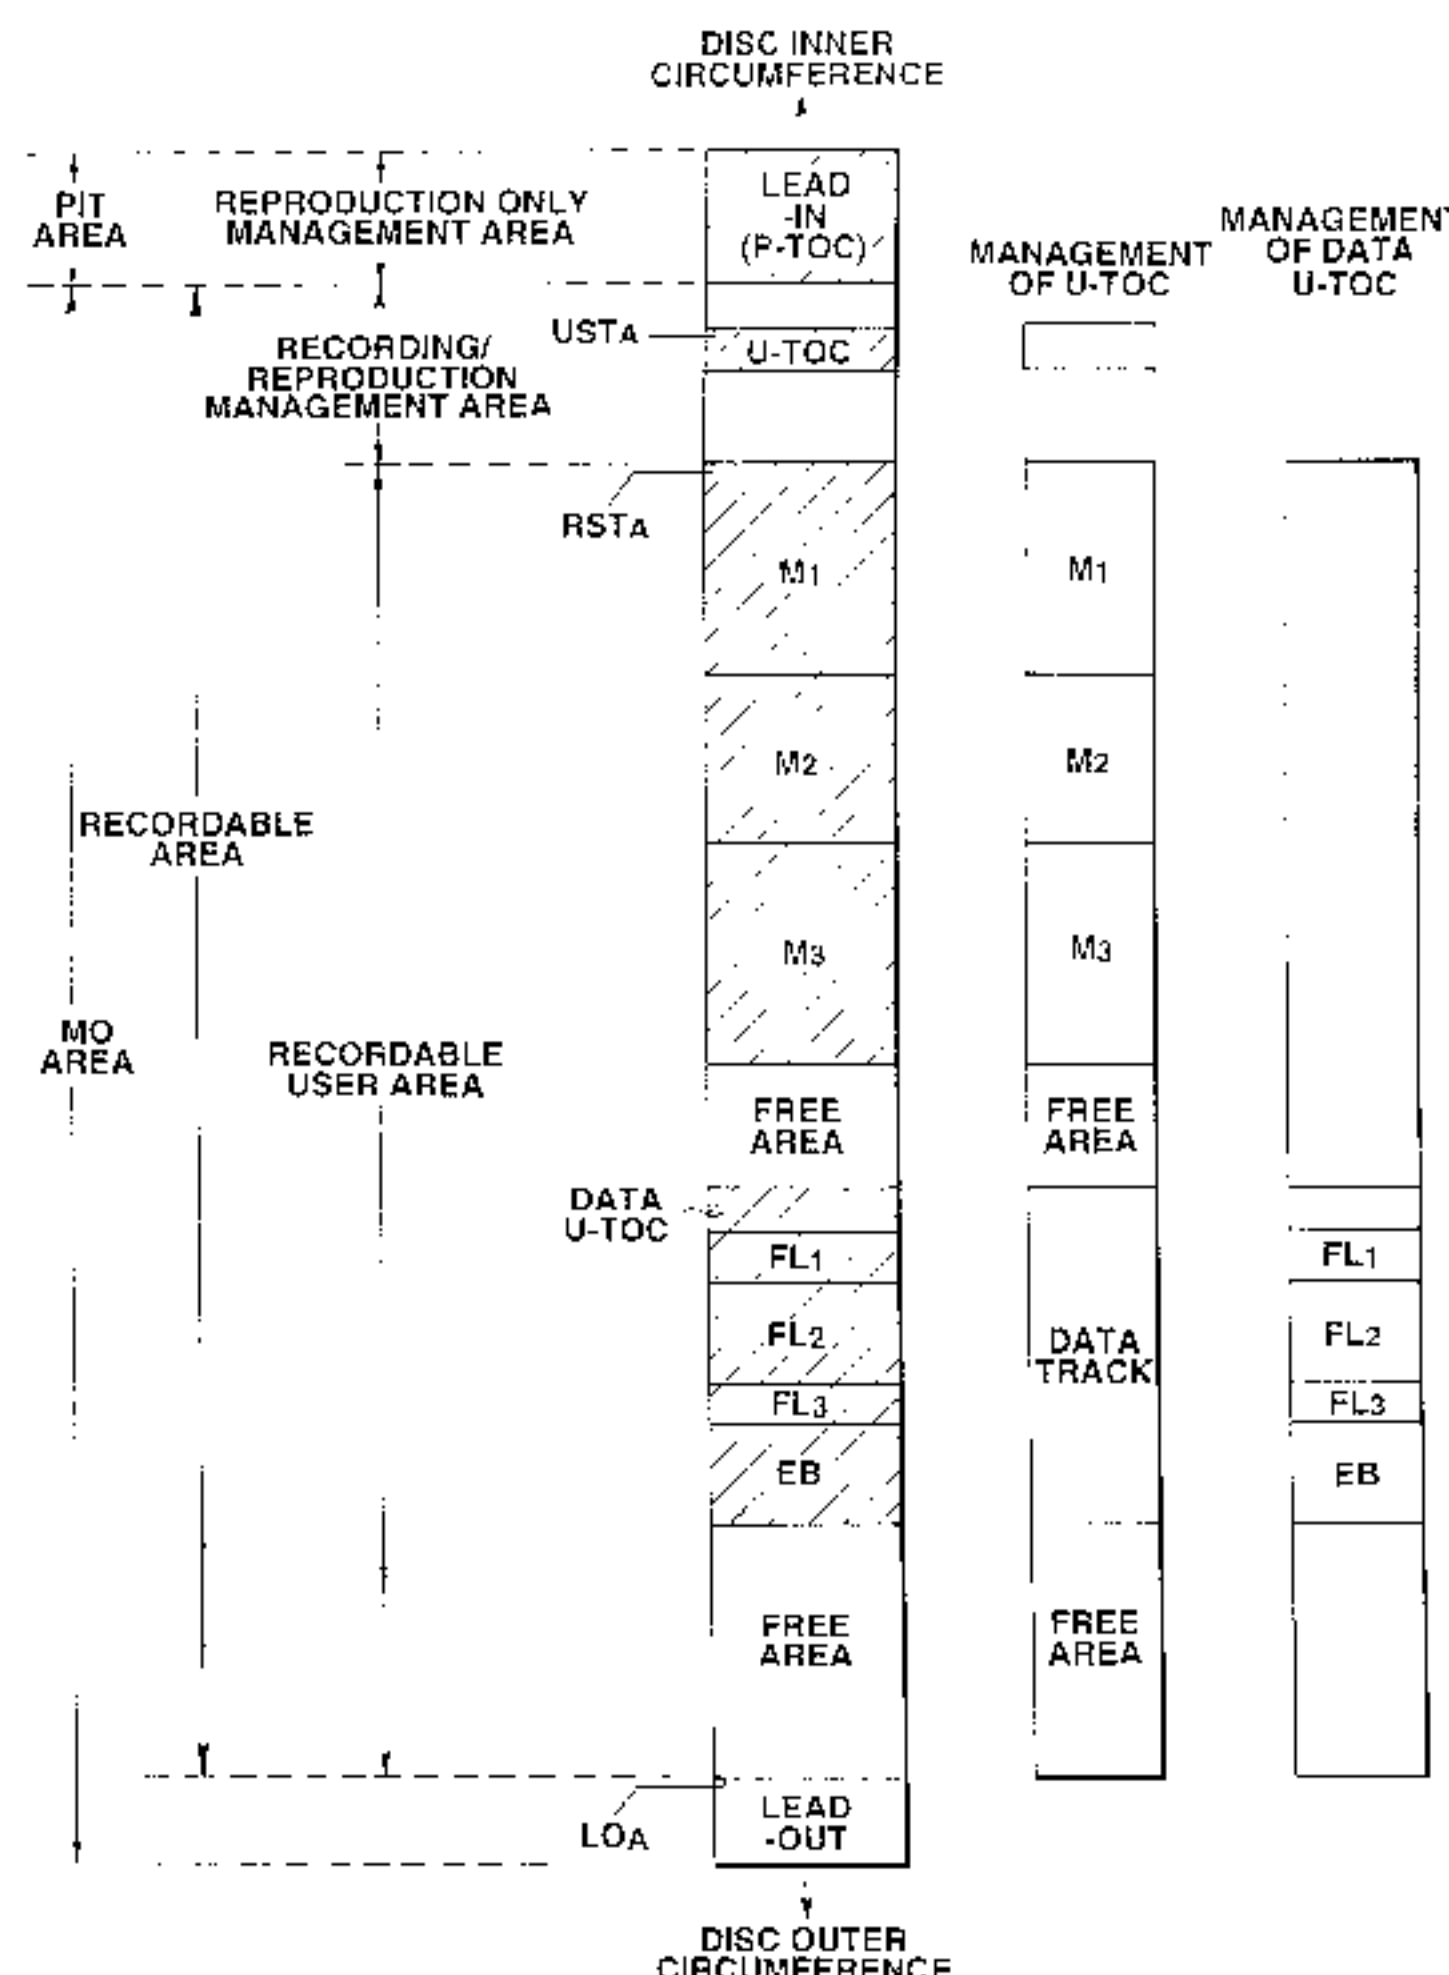 DISC INNER
CIRCUMFERENCE
PIT
AREA
REPRODUCTION ONLY
MANAGEMENT AREA
LEAD
-IN
(P-TOC)
MANAGEMENT
OF U-TOC
MANAGEMENT
OF DATA
U-TOC
USTA
U-TOC
RECORDING/
REPRODUCTION
MANAGEMENT AREA
RSTA
M1
M1
M2
M2
RECORDABLE
AREA
M3
M3
MO
AREA
RECORDABLE
USER AREA
FREE
AREA
FREE
AREA
DATA
U-TOC
FL1
FL1
FL2
DATA
TRACK
FL2
FL3
FL3
EB
EB
FREE
AREA
FREE
AREA
LOA
LEAD
-OUT
DISC OUTER
CIRCUMFERENCE